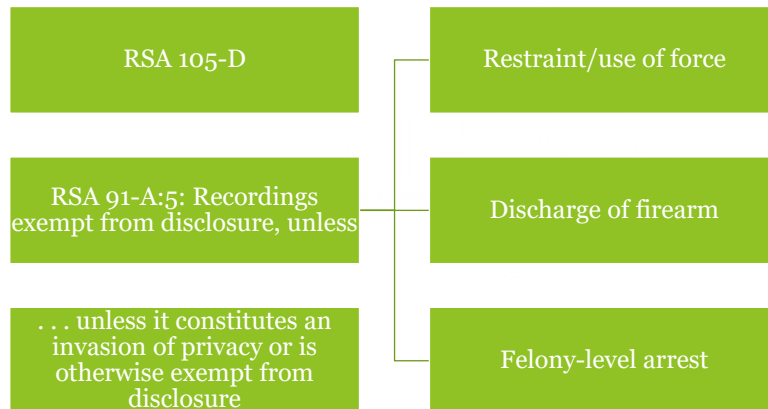 RSA 105-D
RSA 91-A:5: Recordings
exempt from disclosure, unless
. . . unless it constitutes an
invasion of privacy or is
otherwise exempt from
disclosure
Restraint/use of force
Discharge of firearm
Felony-level arrest